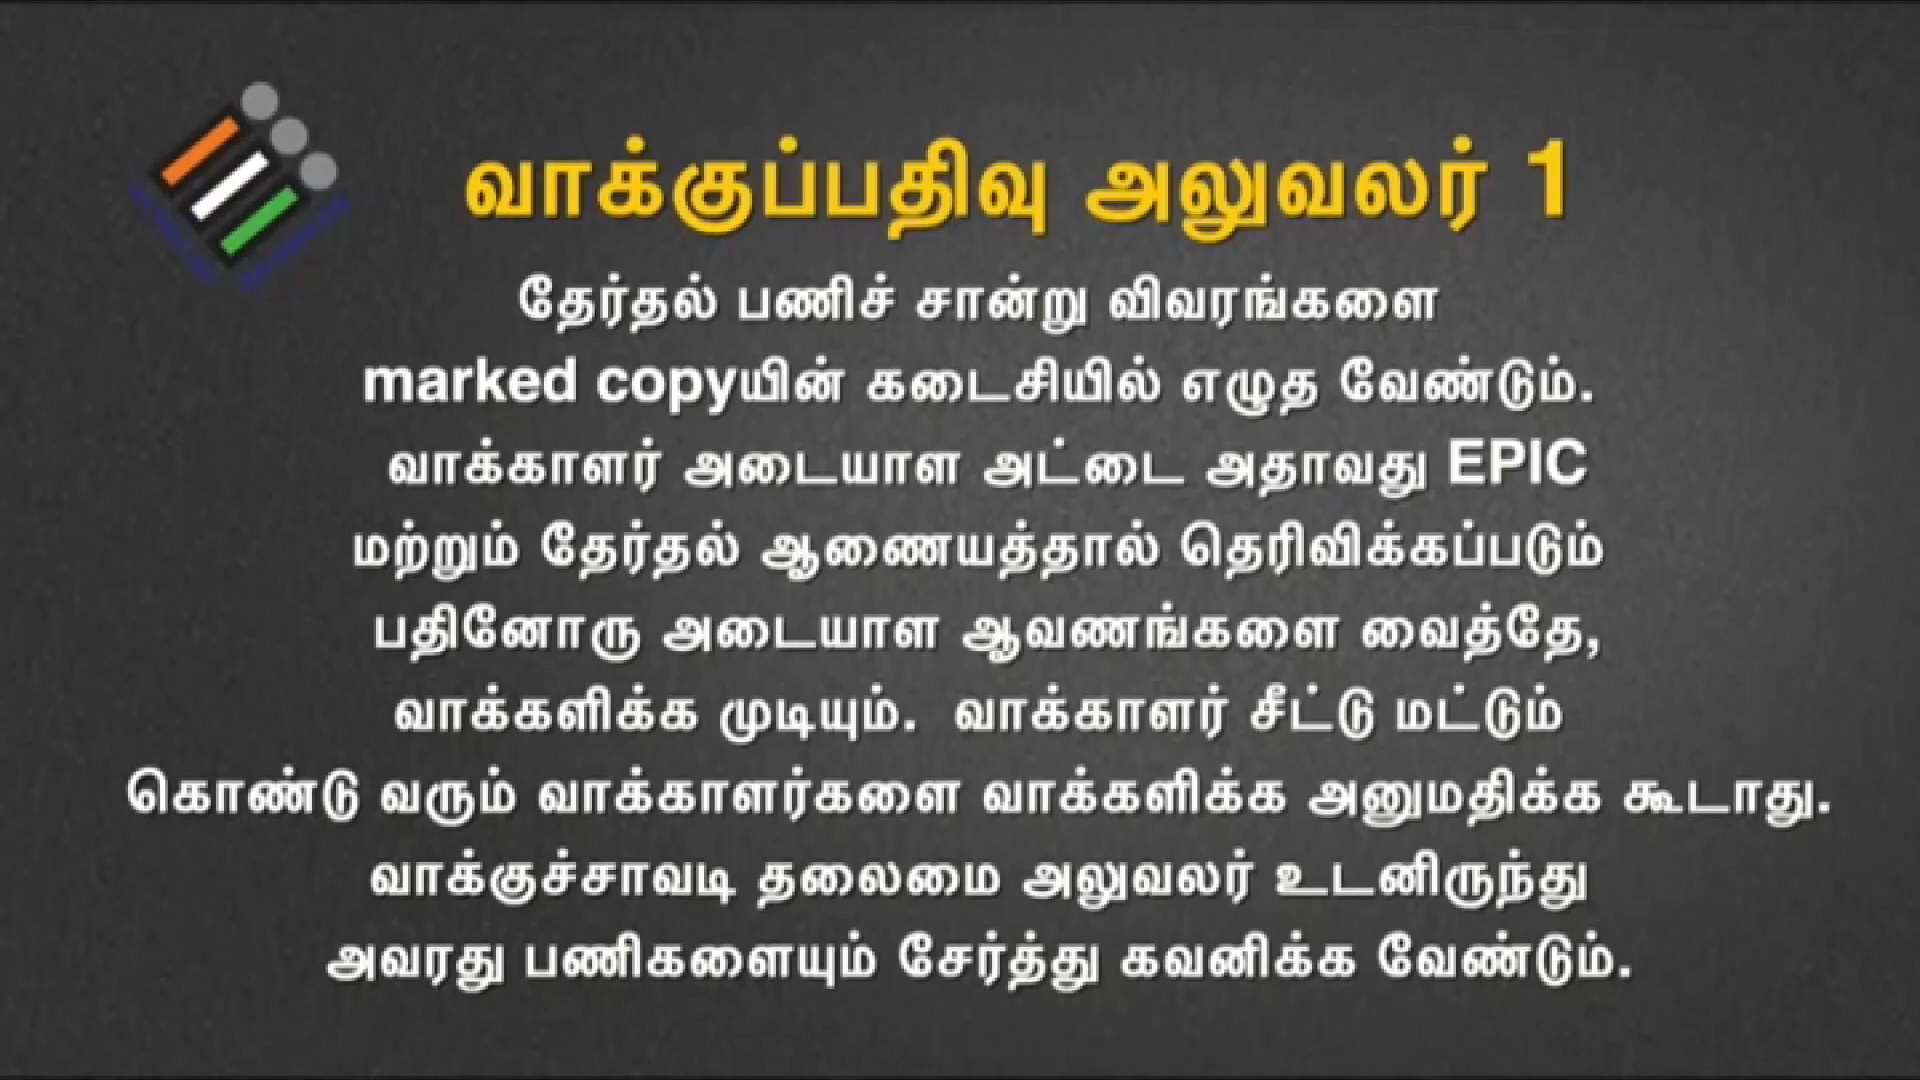 வாக்குப்பதிவு அலுவலர் 1
தேர்தல் பணிச் சான்று விவரங்களை
marked copyயின் கடைசியில் எழுத வேண்டும்.
வாக்காளர் அடையாள அட்டை அதாவது EPIC
மற்றும் தேர்தல் ஆணையத்தால் தெரிவிக்கப்படும்
பதினோரு அடையாள ஆவணங்களை வைத்தே,
வாக்களிக்க முடியும். வாக்காளர் சீட்டு மட்டும்
கொண்டு வரும் வாக்காளர்களை வாக்களிக்க அனுமதிக்க கூடாது.
வாக்குச்சாவடி தலைமை அலுவலர் உடனிருந்து
அவரது பணிகளையும் சேர்த்து கவனிக்க வேண்டும்.